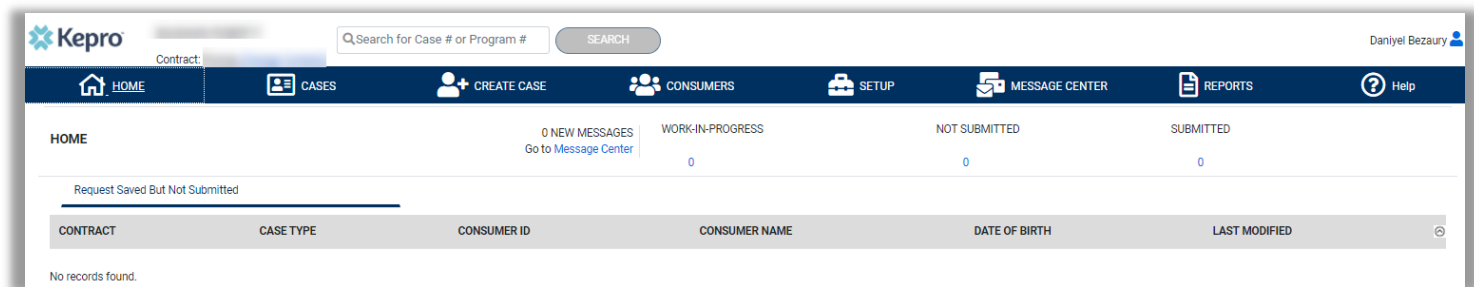 Kepro
Contract:
Search for Case # or Program #
SEARCH
Daniyel Bezaury
HOME
CASES
CREATE CASE
CONSUMERS
SETUP
MESSAGE CENTER
REPORTS
Help
HOME
0 NEW MESSAGES
Go to Message Center
WORK-IN-PROGRESS
0
NOT SUBMITTED
0
SUBMITTED
0
Request Saved But Not Submitted
CONTRACT CASE TYPE CONSUMER ID CONSUMER NAME DATE OF BIRTH LAST MODIFIED
No records found.